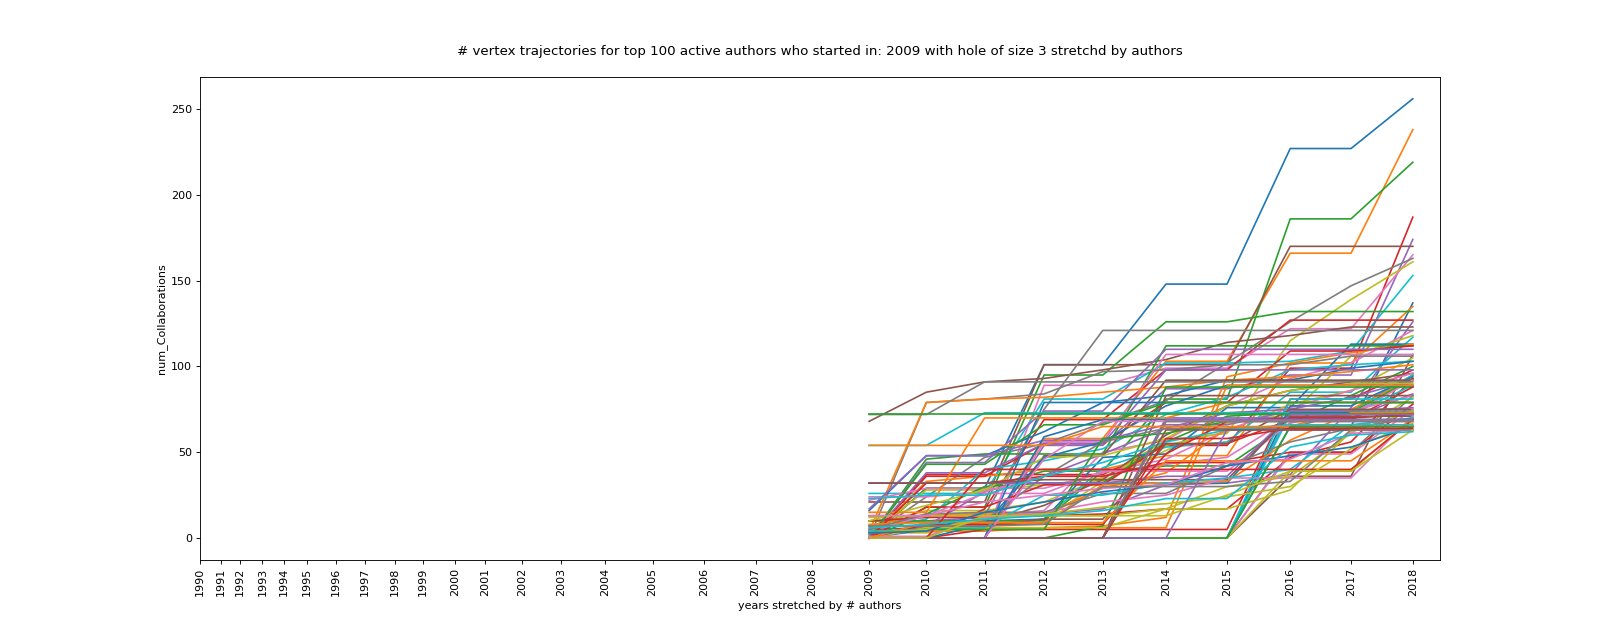 # vertex trajectories for top 100 active authors who started in: 2009 with hole of size 3 stretchd by authors
num_Collaborations
250
200
150
100
50
0
1990 1991 1992 1993 1994 1995 1996 1997 1998 1999 2000 2001 2002 2003 2004 2005 2006 2007 2008 2009 2010 2011 2012 2013 2014 2015 2016 2017 2018
years stretched by # authors